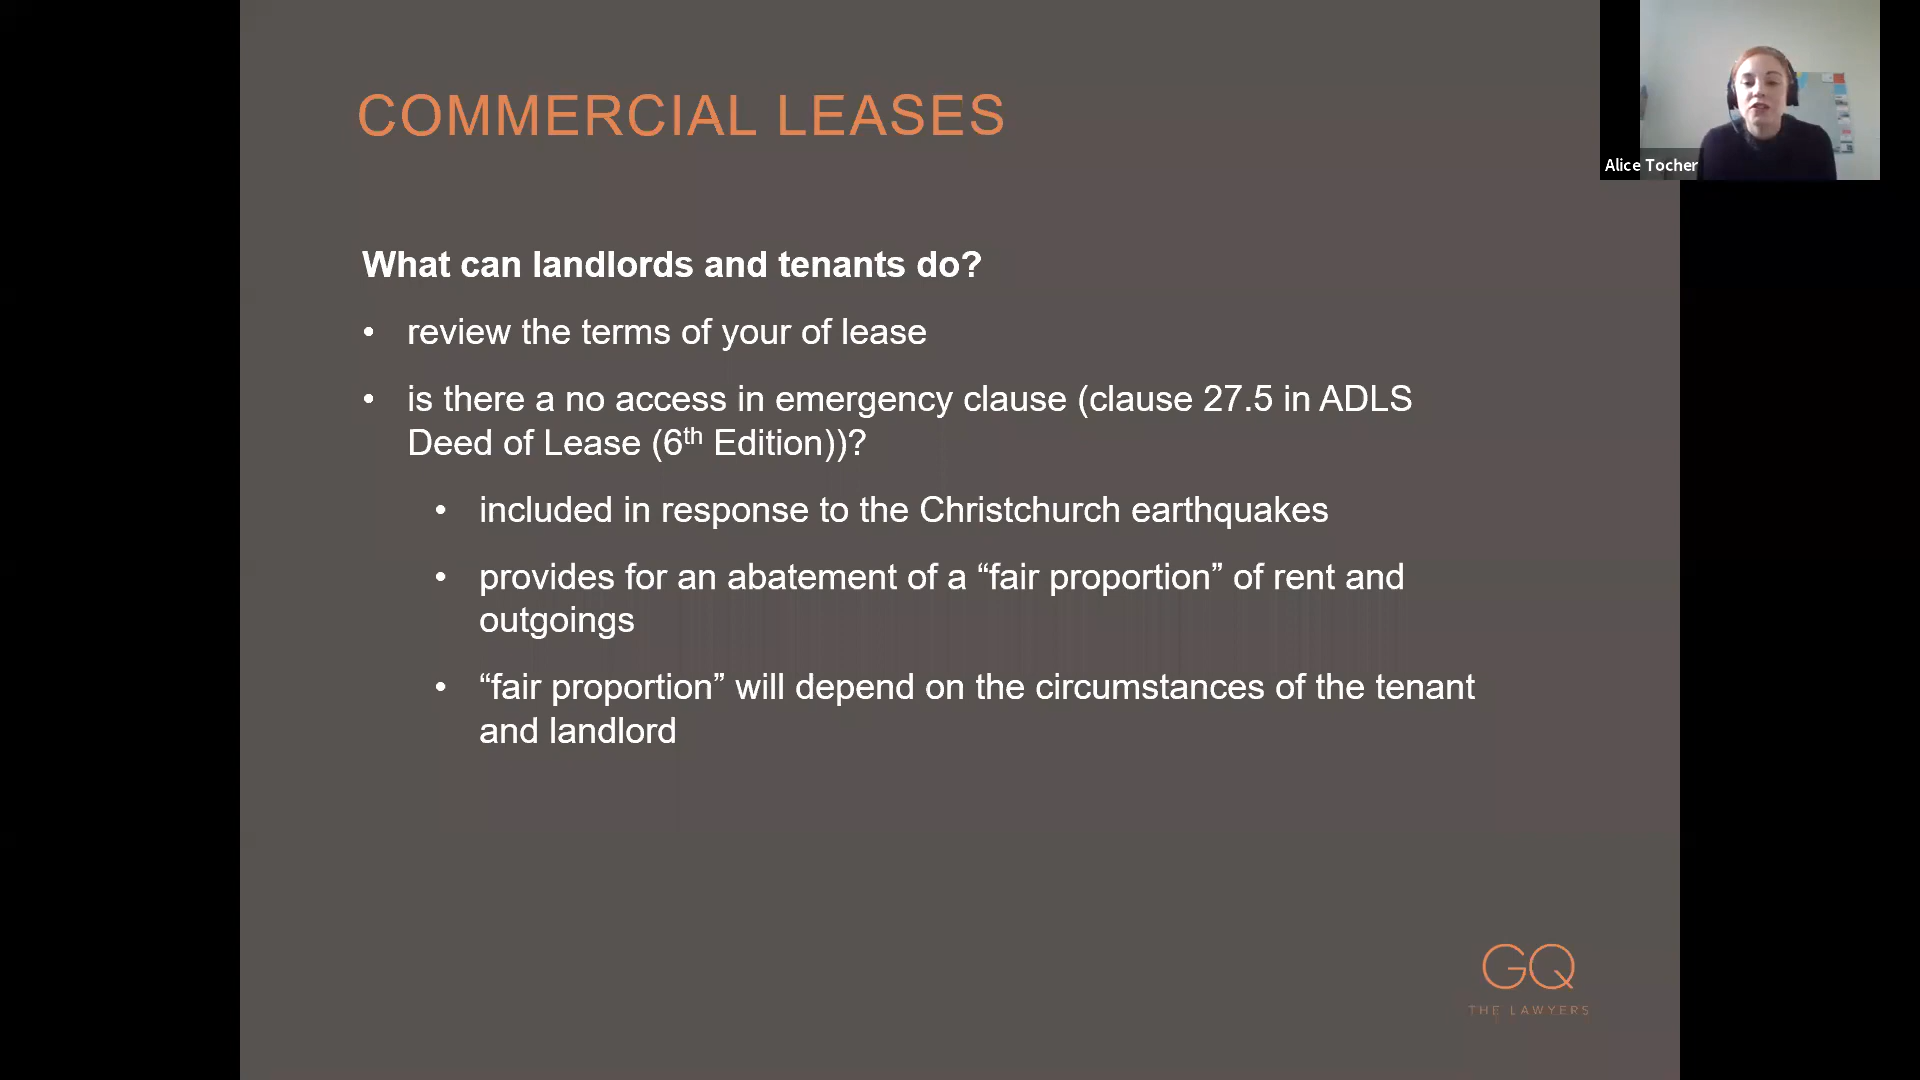 COMMERCIAL LEASES
Alice Tocher
What can landlords and tenants do?
• review the terms of your of lease
• is there a no access in emergency clause (clause 27.5 in ADLS
Deed of Lease (6th Edition))?
• included in response to the Christchurch earthquakes
• provides for an abatement of a “fair proportion” of rent and
outgoings
• “fair proportion” will depend on the circumstances of the tenant
and landlord
GQ
THE LAWYERS